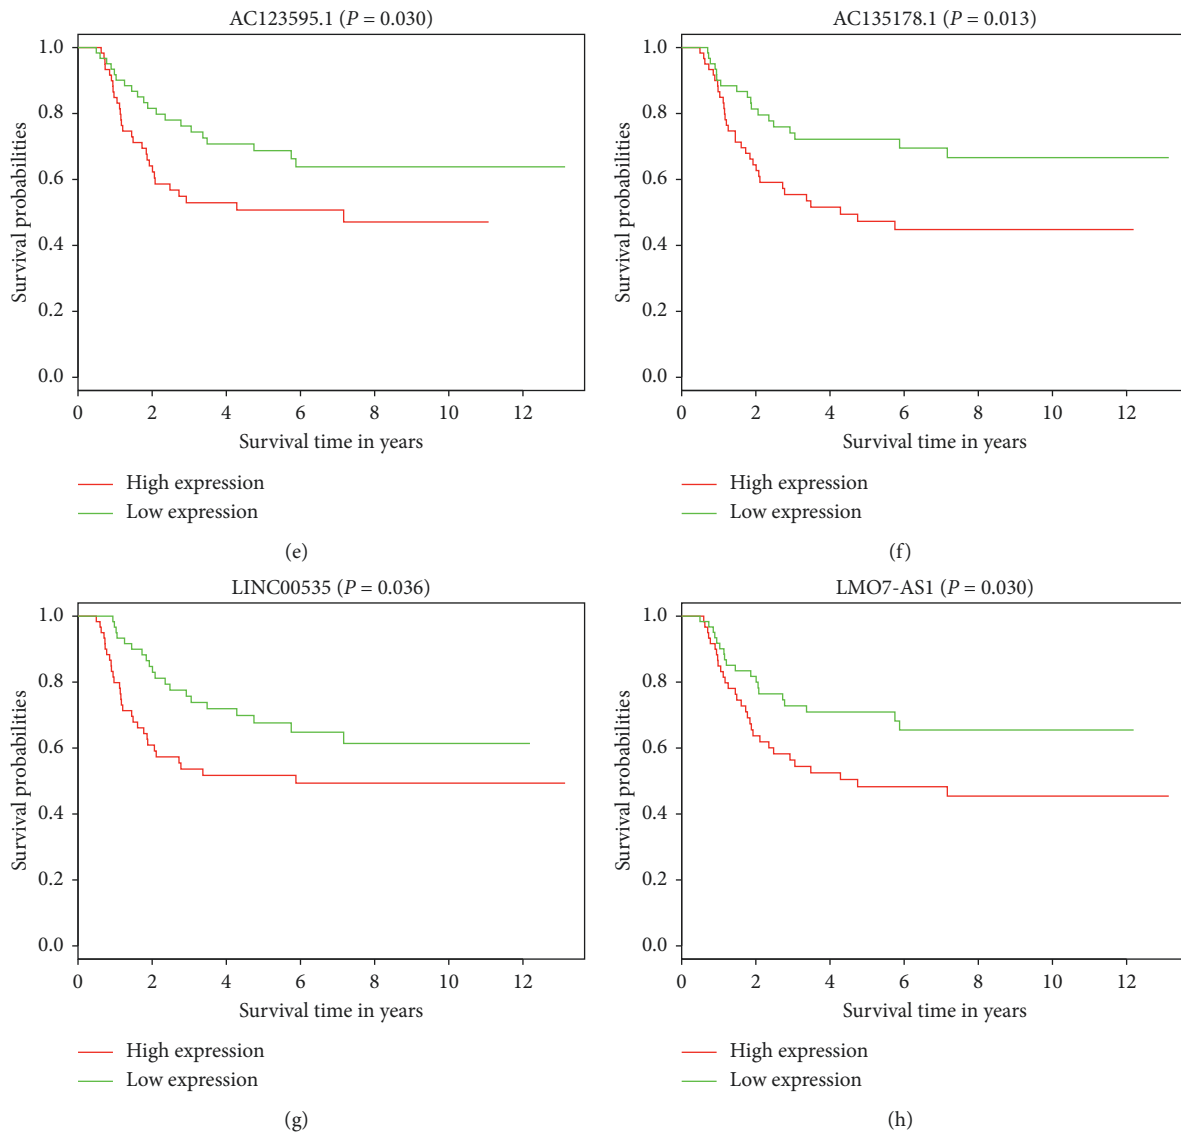 AC123595.1 (P = 0.030)
1.0
0.8
0.6
0.4
0.2
0.0
Survival probabilities
0 2 4 6 8 10 12
Survival time in years
High expression
Low expression
(e)
AC135178.1 (P = 0.013)
1.0
0.8
0.6
0.4
0.2
0.0
Survival probabilities
0 2 4 6 8 10 12
Survival time in years
High expression
Low expression
(f)
LINC00535 (P = 0.036)
1.0
0.8
0.6
0.4
0.2
0.0
Survival probabilities
0 2 4 6 8 10 12
Survival time in years
High expression
Low expression
(g)
LMO7-AS1 (P = 0.030)
1.0
0.8
0.6
0.4
0.2
0.0
Survival probabilities
0 2 4 6 8 10 12
Survival time in years
High expression
Low expression
(h)